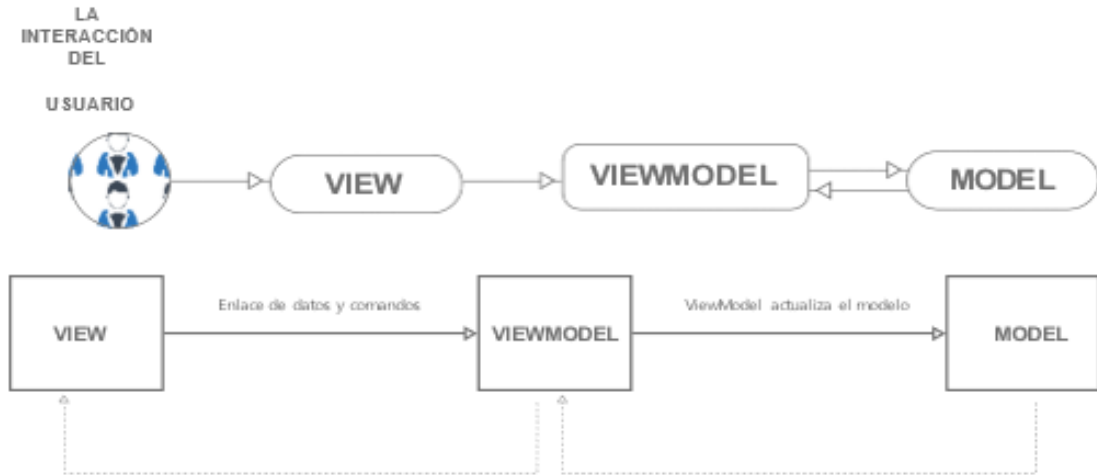 LA
INTERACCIÓN
DEL
USUARIO
VIEW
VIEWMODEL
MODEL
Enlace de datos y comandos
ViewModel actualiza el modelo
VIEW
VIEWMODEL
MODEL